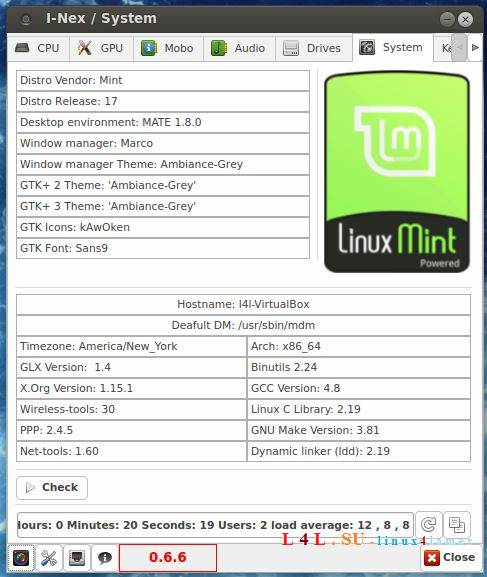 I-Nex / System
CPU GPU Mobo Audio Drives System Ke
Distro Vendor: Mint
Distro Release: 17
Desktop environment: MATE 1.8.0
Window manager: Marco
Window manager Theme: Ambiance-Grey
GTK+ 2 Theme: 'Ambiance-Grey'
GTK+ 3 Theme: 'Ambiance-Grey'
GTK Icons: kAwOken
GTK Font: Sans9
lm
Linux Mint
Powered
Hostname: l4l-VirtualBox
Deafult DM: /usr/sbin/mdm
Timezone: America/New_York Arch: x86_64
GLX Version: 1.4 Binutils 2.24
X.Org Version: 1.15.1 GCC Version: 4.8
Wireless-tools: 30 Linux C Library: 2.19
PPP: 2.4.5 GNU Make Version: 3.81
Net-tools: 1.60 Dynamic linker (ldd): 2.19
Check
Hours: 0 Minutes: 20 Seconds: 19 Users: 2 load average: 12 , 8 , 8
L4L.SU-linux4
0.6.6 Close